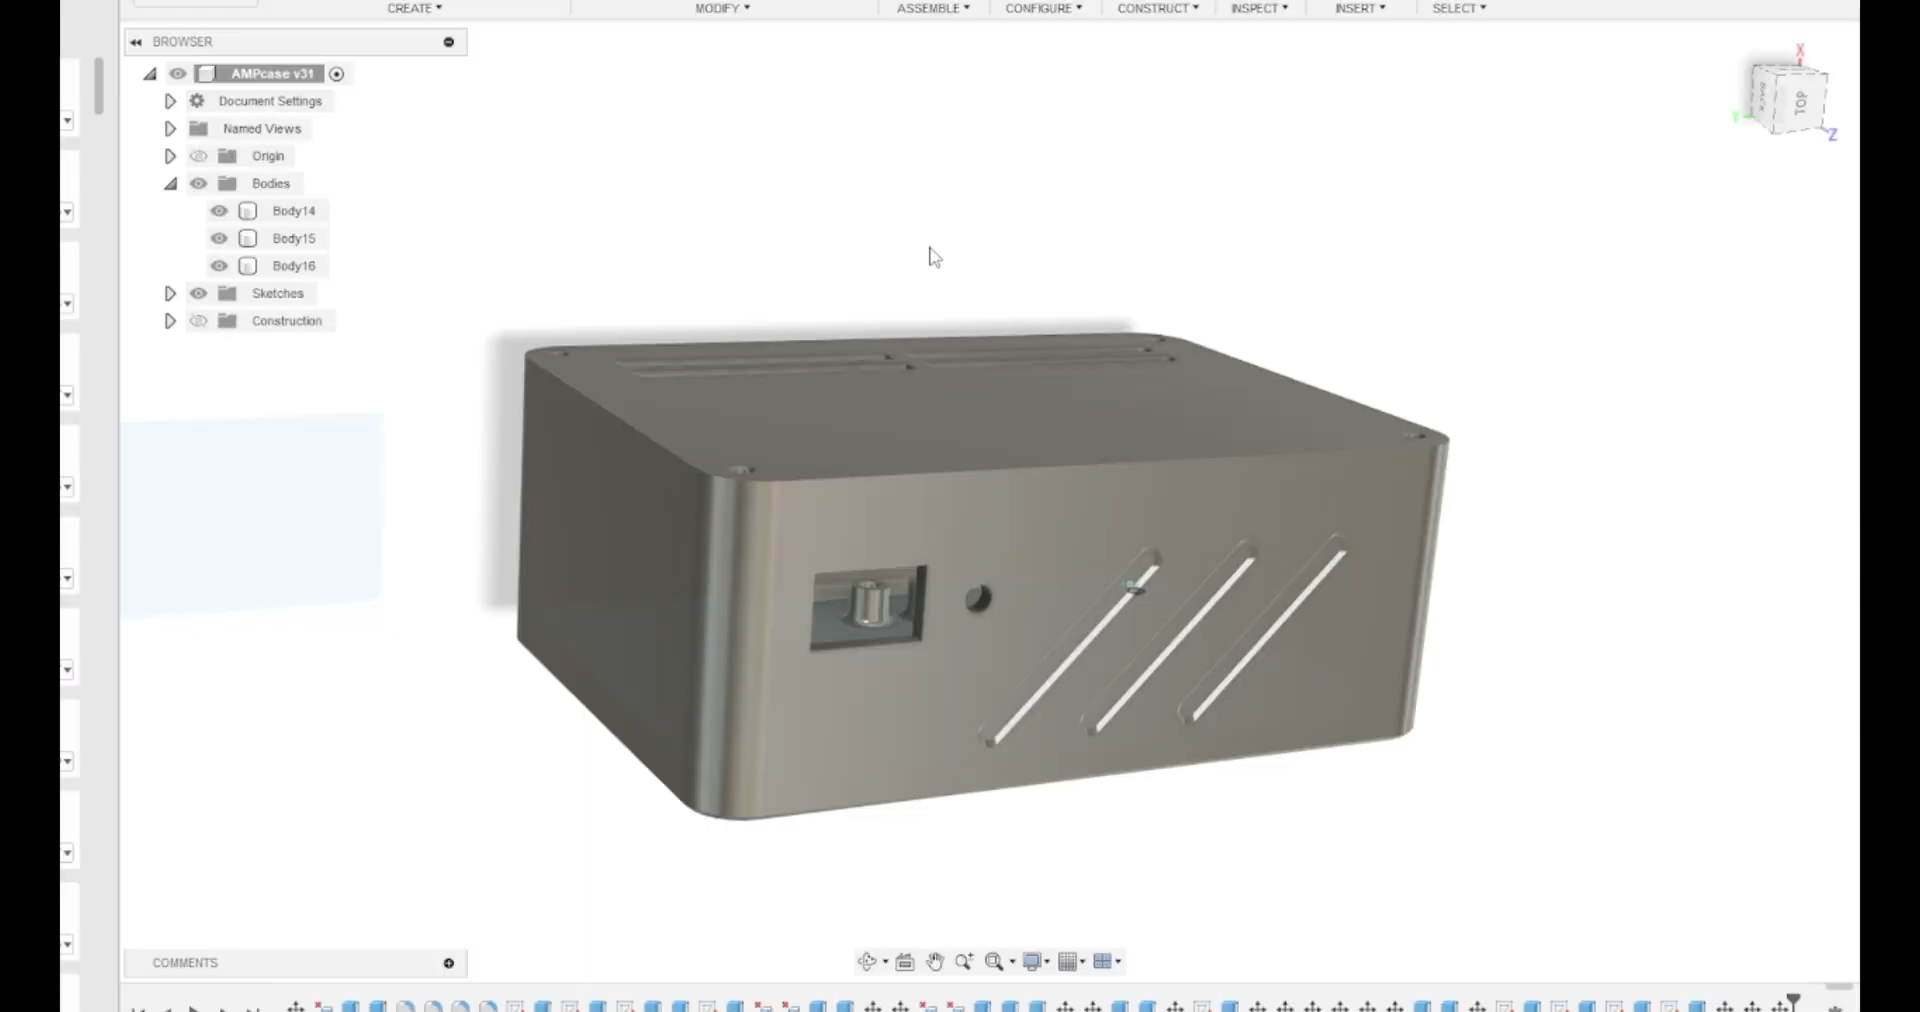 CREATE MODIFY ASSEMBLE CONFIGURE CONSTRUCT INSPECT INSERT SELECT
BROWSER
AMPcase v31
Document Settings
Named Views
Origin
Bodies
Body14
Body15
Body16
Sketches
Construction
X
BACK
TOP
Y
Z
COMMENTS